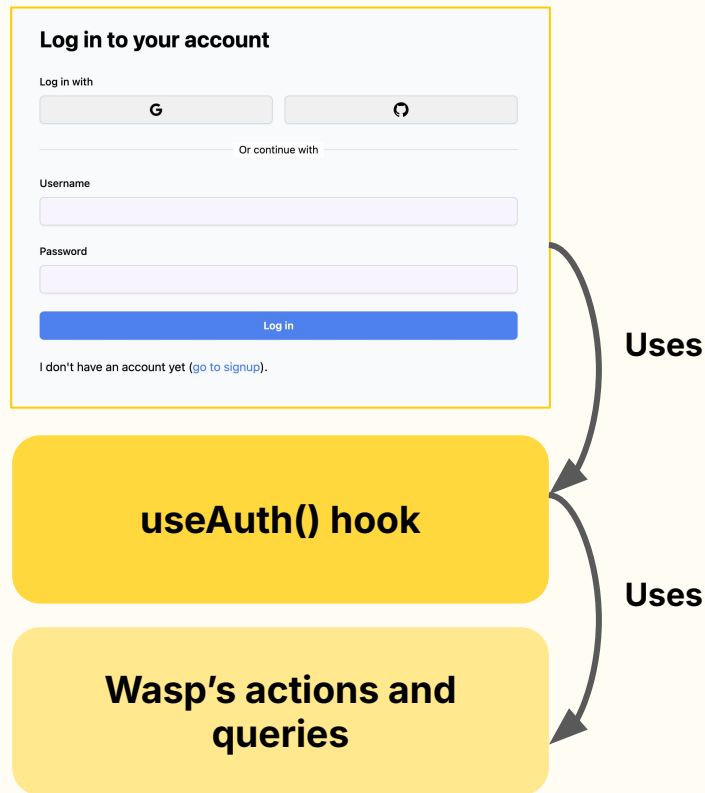 Log in to your account
Log in with
Or continue with
Username
Password
Log in
I don't have an account yet (go to signup).
Uses
useAuth() hook
Uses
Wasp’s actions and
queries